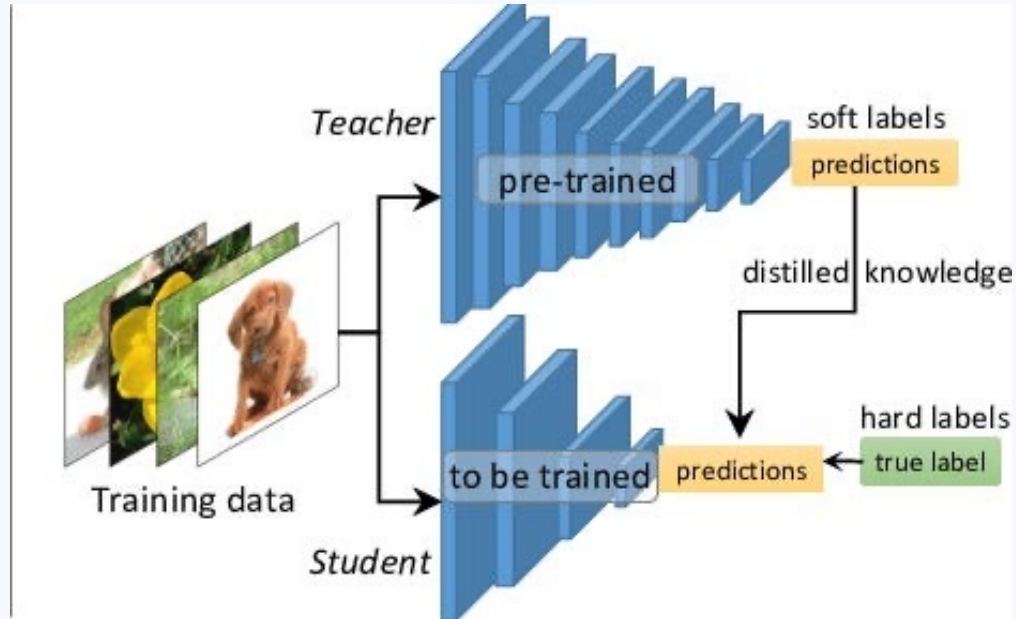 Teacher
pre-trained
soft labels
predictions
distilled knowledge
Training data
to be trained
predictions
hard labels
true label
Student